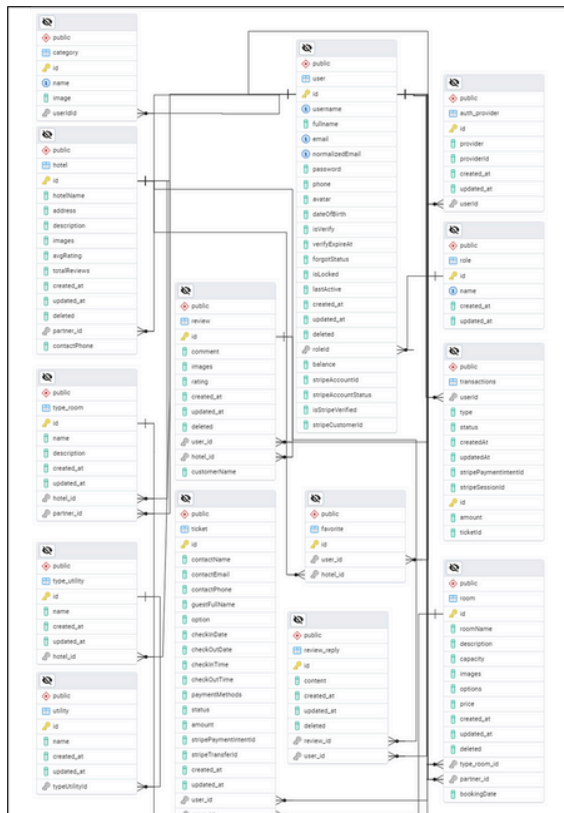 public
category
id
name
image
userIdId
public
hotel
id
hotelName
address
description
images
avgRating
totalReviews
created_at
updated_at
deleted
partner_id
contactPhone
public
type_room
id
name
description
created_at
updated_at
hotel_id
partner_id
public
type_utility
id
name
created_at
updated_at
hotel_id
public
utility
id
name
created_at
updated_at
typeUtilityId
public
review
id
comment
images
rating
created_at
updated_at
deleted
user_id
hotel_id
customerName
public
ticket
id
contactName
contactEmail
contactPhone
guestFullName
option
checkInDate
checkOutDate
checkInTime
checkOutTime
paymentMethods
status
amount
stripePaymentIntentId
stripeTransferId
created_at
updated_at
user_id
public
user
id
username
fullname
email
normalizedEmail
password
phone
avatar
dateOfBirth
isVerify
verifyExpireAt
forgotStatus
isLocked
lastActive
created_at
updated_at
deleted
roleId
balance
stripeAccountId
stripeAccountStatus
isStripeVerified
stripeCustomerId
public
favorite
id
user_id
hotel_id
public
review_reply
id
content
created_at
updated_at
deleted
review_id
user_id
public
auth_provider
id
provider
providerId
created_at
updated_at
userId
public
role
id
name
created_at
updated_at
public
transactions
userId
type
status
createdAt
updatedAt
stripePaymentIntentId
stripeSessionId
id
amount
ticketId
public
room
id
roomName
description
capacity
images
options
price
created_at
updated_at
deleted
type_room_id
partner_id
bookingDate